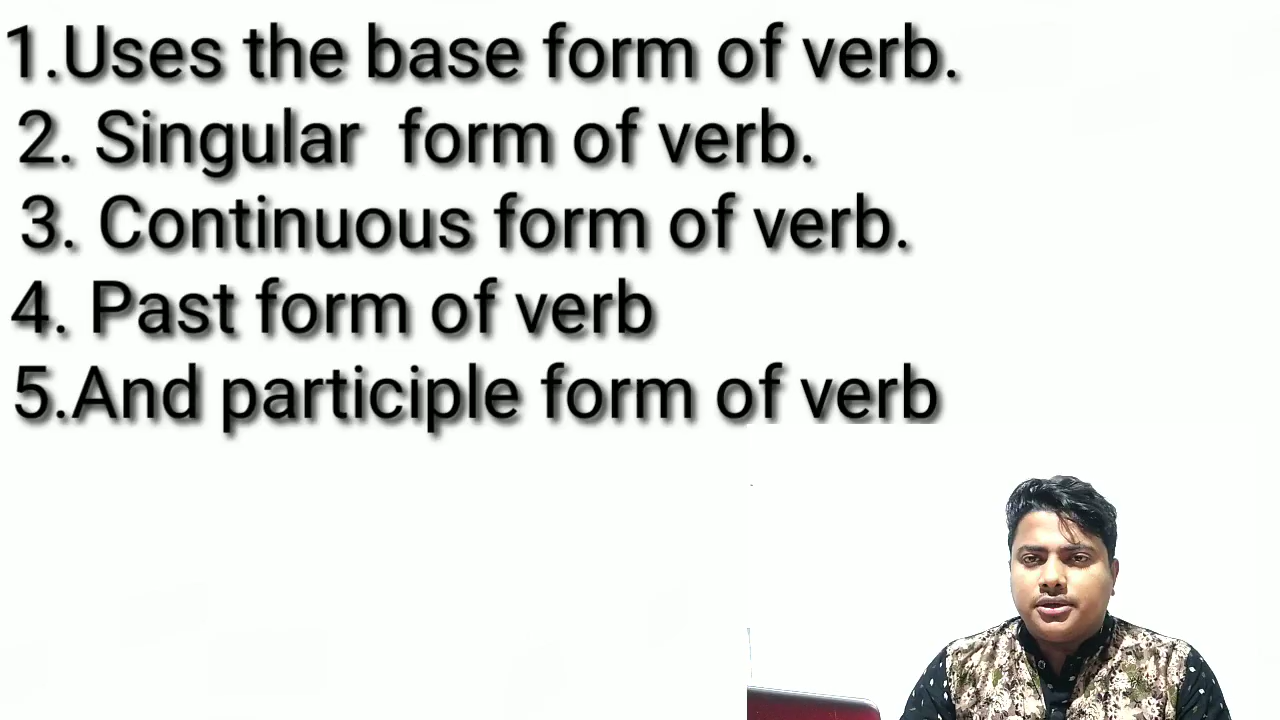 1.Uses the base form of verb.
2. Singular form of verb.
3. Continuous form of verb.
4. Past form of verb
5.And participle form of verb